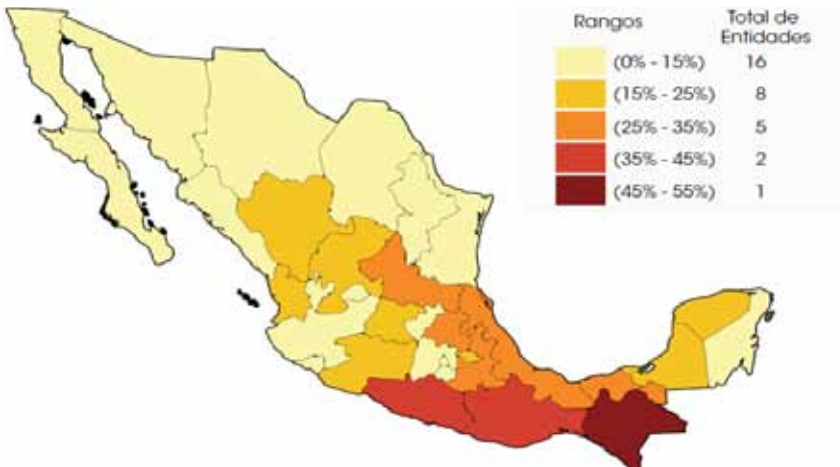 Rangos Total de
Entidades
(0% - 15%) 16
(15% - 25%) 8
(25% - 35%) 5
(35% - 45%) 2
(45% - 55%) 1